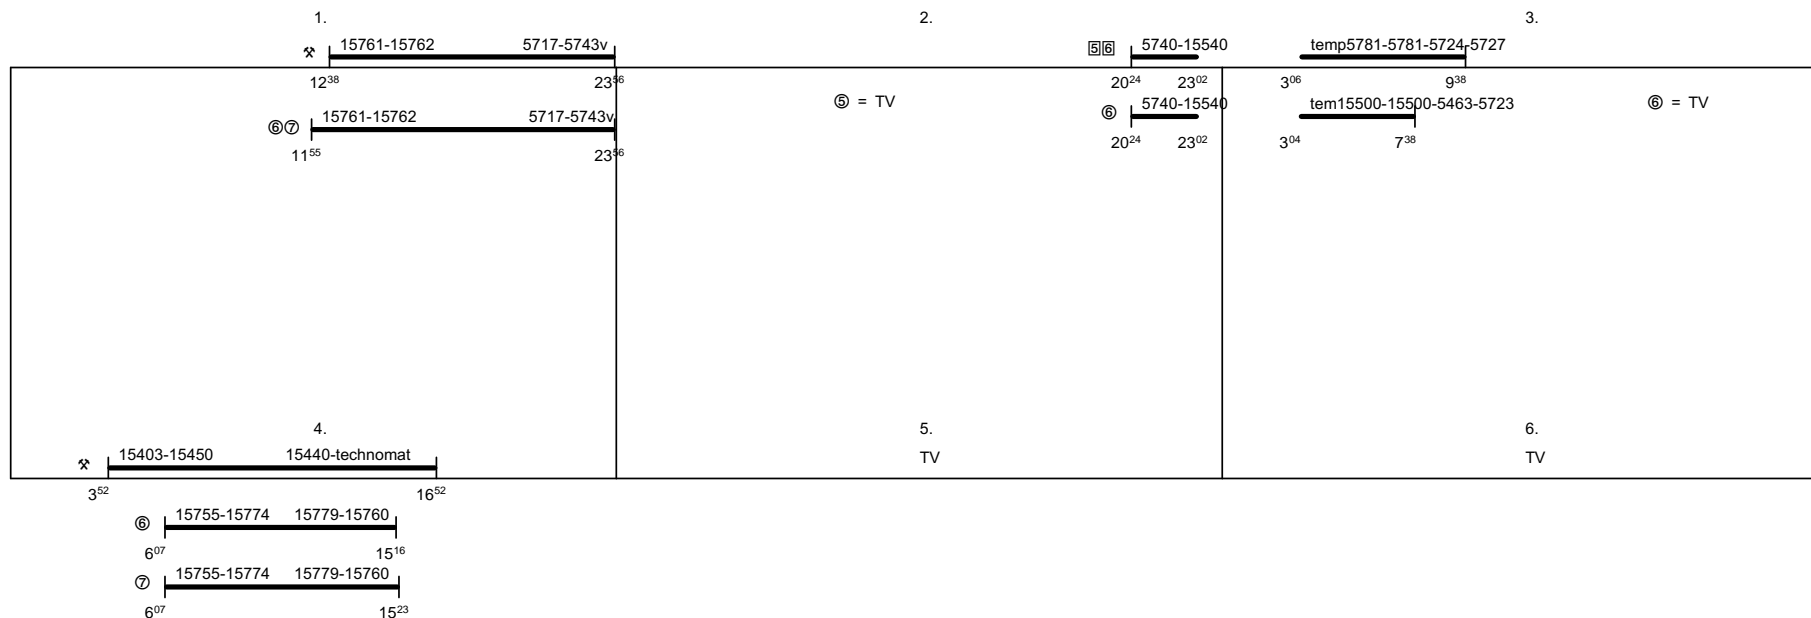 1. 2. 3.
⚒ 15761-15762 5717-5743v 5️⃣6️⃣ 5740-15540 temp5781-5781-5724-5727
12³⁸ 23⁵⁶ 20²⁴ 23⁰² 3⁰⁶ 9³⁸
⑥⑦ 15761-15762 5717-5743v ⑤ = TV ⑥ 5740-15540 tem15500-15500-5463-5723 ⑥ = TV
11⁵⁵ 23⁵⁶ 20²⁴ 23⁰² 3⁰⁴ 7³⁸
4. 5. 6.
⚒ 15403-15450 15440-technomat TV TV
3⁵² 16⁵²
⑥ 15755-15774 15779-15760
6⁰⁷ 15¹⁶
⑦ 15755-15774 15779-15760
6⁰⁷ 15²³